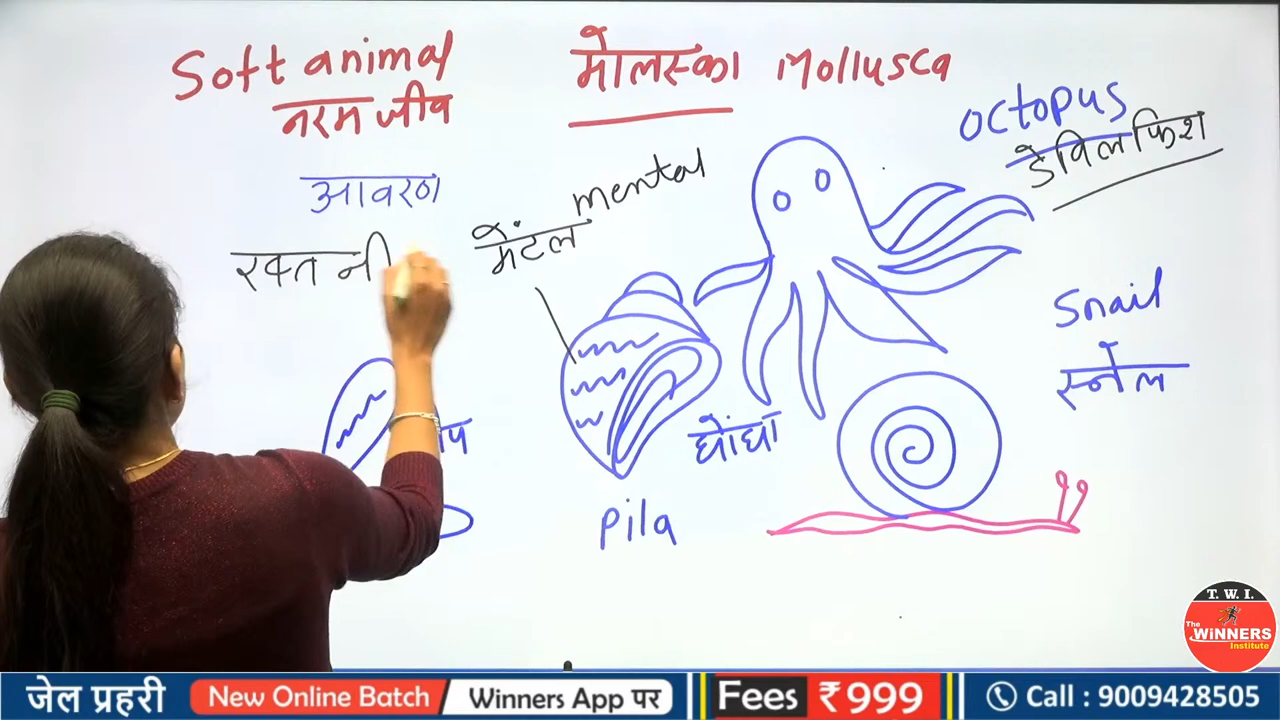 Soft animal
नरम जीव
मोलस्का Mollusca
octopus
डेविलफिश
आवरण
mental
मेंटल
रक्त नी
Snail
स्नेल
घोंघा
Pila
T. W. I.
The WiNNERS Institute
जेल प्रहरी New Online Batch Winners App पर Fees ₹999 Call : 9009428505